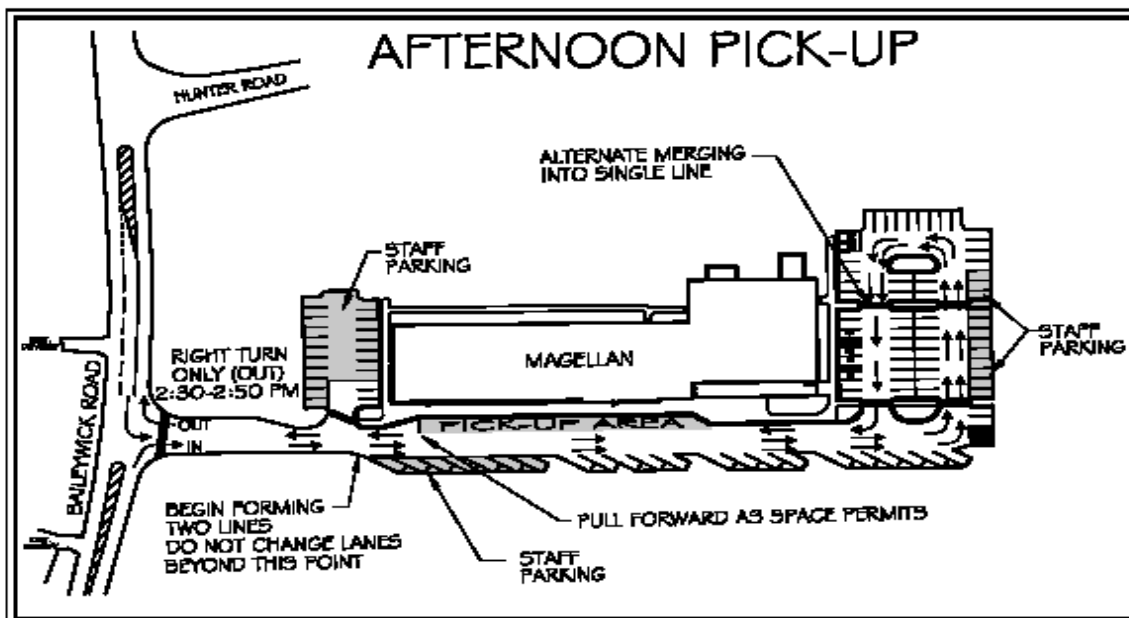 AFTERNOON PICK-UP
HUNTER ROAD
ALTERNATE MERGING
INTO SINGLE LINE
STAFF
PARKING
STAFF
PARKING
MAGELLAN
RIGHT TURN
ONLY (OUT)
2:30-2:50 PM
BAILEYWICK ROAD
OUT
IN
PICK-UP AREA
BEGIN FORMING
TWO LINES
DO NOT CHANGE LANES
BEYOND THIS POINT
PULL FORWARD AS SPACE PERMITS
STAFF
PARKING